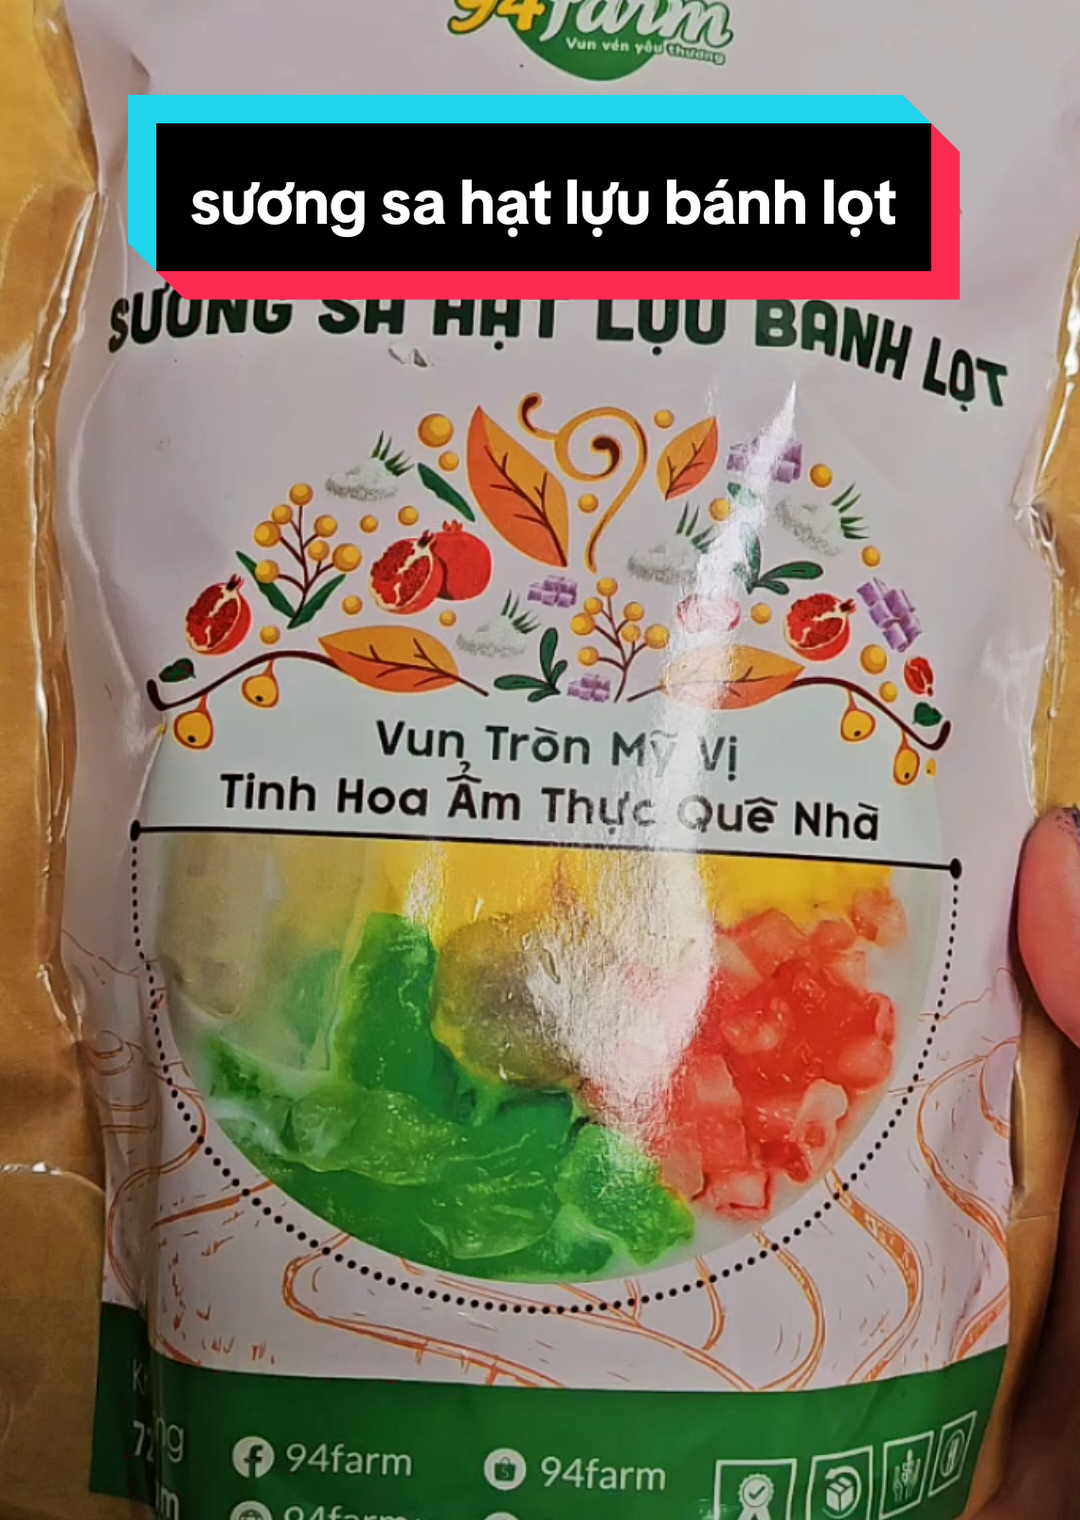 94farm
Vun vén yêu thương
sương sa hạt lựu bánh lọt
SƯƠNG SA HẠT LỰU BÁNH LỌT
Vun Tròn Mỹ Vị
Tinh Hoa Ẩm Thực Quê Nhà
94farm
94farm
94farm